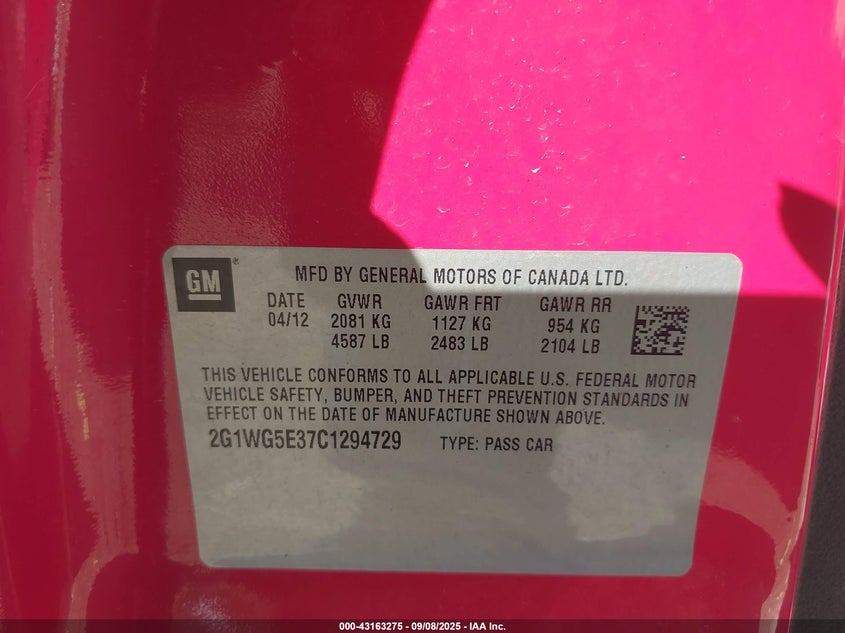 GM
MFD BY GENERAL MOTORS OF CANADA LTD.
DATE GVWR GAWR FRT GAWR RR
04/12 2081 KG 1127 KG 954 KG
4587 LB 2483 LB 2104 LB
THIS VEHICLE CONFORMS TO ALL APPLICABLE U.S. FEDERAL MOTOR
VEHICLE SAFETY, BUMPER, AND THEFT PREVENTION STANDARDS IN
EFFECT ON THE DATE OF MANUFACTURE SHOWN ABOVE.
2G1WG5E37C1294729 TYPE: PASS CAR
000-43163275 - 09/08/2025 - IAA Inc.